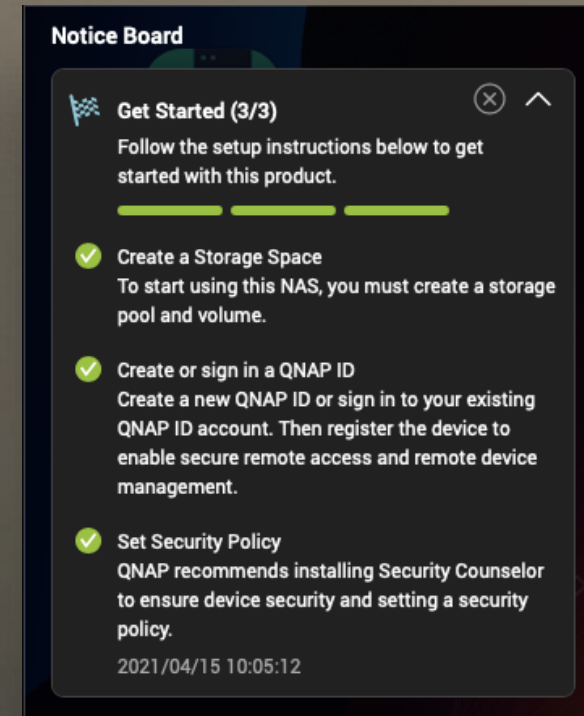 Notice Board
Get Started (3/3)
Follow the setup instructions below to get
started with this product.
Create a Storage Space
To start using this NAS, you must create a storage
pool and volume.
Create or sign in a QNAP ID
Create a new QNAP ID or sign in to your existing
QNAP ID account. Then register the device to
enable secure remote access and remote device
management.
Set Security Policy
QNAP recommends installing Security Counselor
to ensure device security and setting a security
policy.
2021/04/15 10:05:12